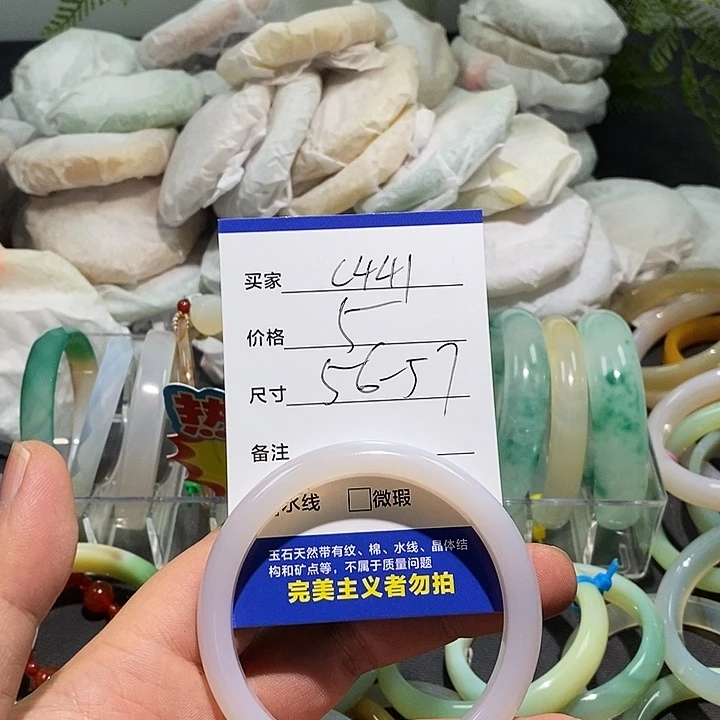 买家 C441
价格 5
尺寸 56-57
备注
水线 微瑕
玉石天然带有纹、棉、水线、晶体结
构和矿点等，不属于质量问题
完美主义者勿拍
热